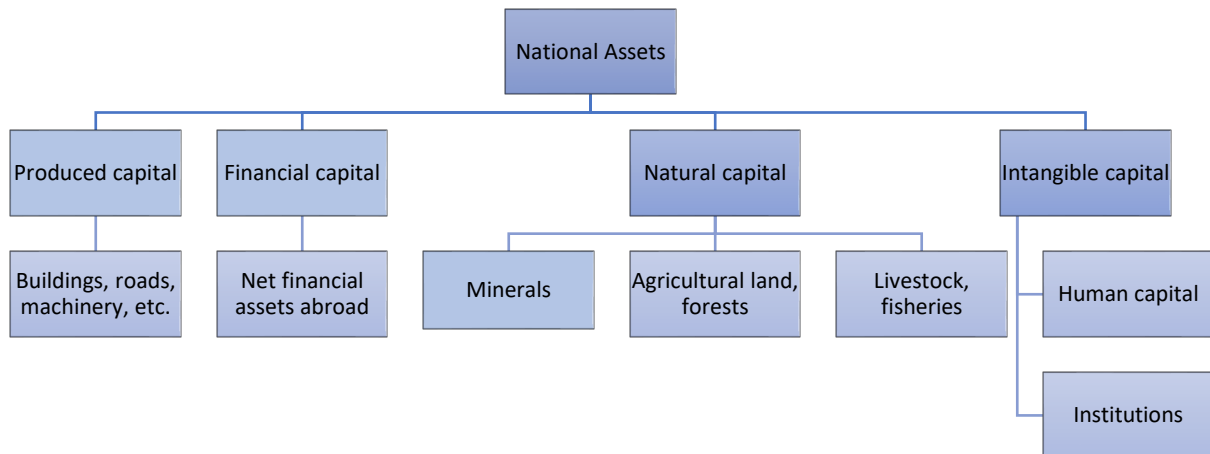 National Assets
Produced capital
Financial capital
Natural capital
Intangible capital
Buildings, roads,
machinery, etc.
Net financial
assets abroad
Minerals
Agricultural land,
forests
Livestock,
fisheries
Human capital
Institutions